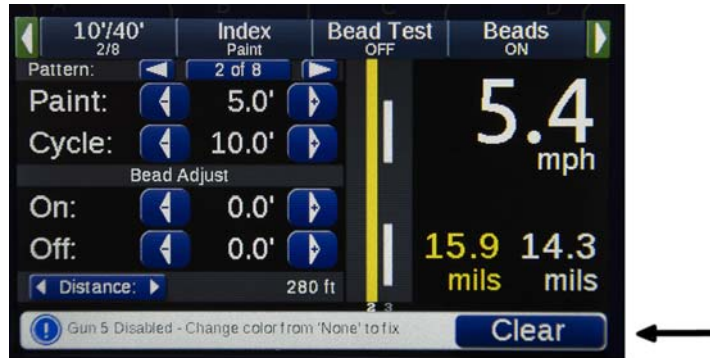 10'/40' Index Bead Test Beads
2/8 Paint OFF ON
Pattern: 2 of 8
Paint: - 5.0' +
Cycle: - 10.0' +
5.4
mph
Bead Adjust
On: - 0.0' +
Off: - 0.0' +
15.9 14.3
mils mils
Distance: 280 ft
2 3
! Gun 5 Disabled - Change color from 'None' to fix Clear